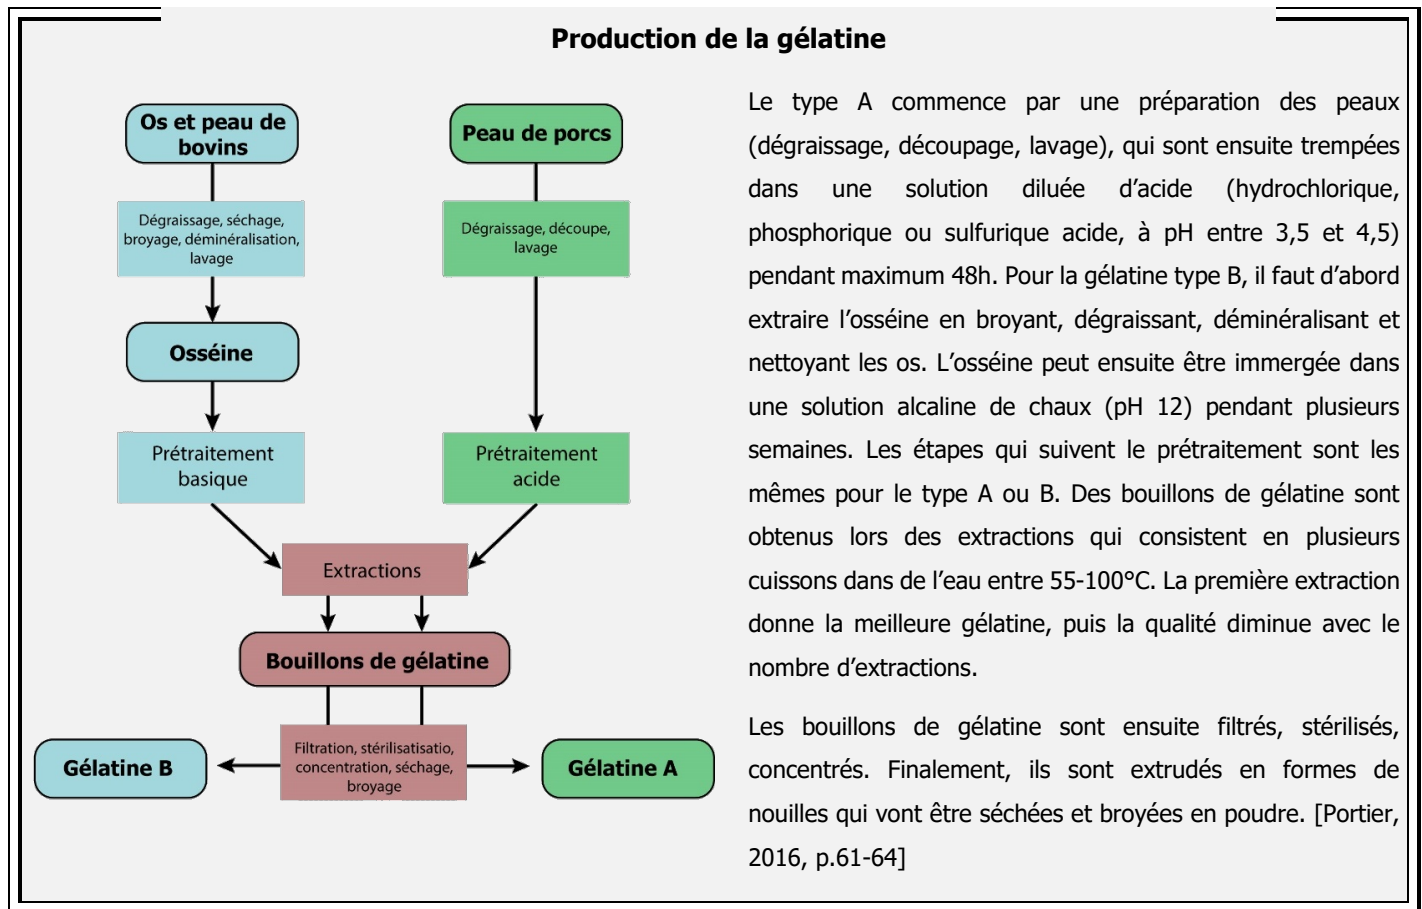 Production de la gélatine
Os et peau de
bovins
Peau de porcs
Dégraissage, séchage,
broyage, déminéralisation,
lavage
Dégraissage, découpe,
lavage
Osséine
Prétraitement
basique
Prétraitement
acide
Extractions
Bouillons de gélatine
Filtration, stérilisatisatio,
concentration, séchage,
broyage
Gélatine B
Gélatine A
Le type A commence par une préparation des peaux
(dégraissage, découpage, lavage), qui sont ensuite trempées
dans une solution diluée d’acide (hydrochlorique,
phosphorique ou sulfurique acide, à pH entre 3,5 et 4,5)
pendant maximum 48h. Pour la gélatine type B, il faut d’abord
extraire l’osséine en broyant, dégraissant, déminéralisant et
nettoyant les os. L’osséine peut ensuite être immergée dans
une solution alcaline de chaux (pH 12) pendant plusieurs
semaines. Les étapes qui suivent le prétraitement sont les
mêmes pour le type A ou B. Des bouillons de gélatine sont
obtenus lors des extractions qui consistent en plusieurs
cuissons dans de l’eau entre 55-100°C. La première extraction
donne la meilleure gélatine, puis la qualité diminue avec le
nombre d’extractions.
Les bouillons de gélatine sont ensuite filtrés, stérilisés,
concentrés. Finalement, ils sont extrudés en formes de
nouilles qui vont être séchées et broyées en poudre. [Portier,
2016, p.61-64]